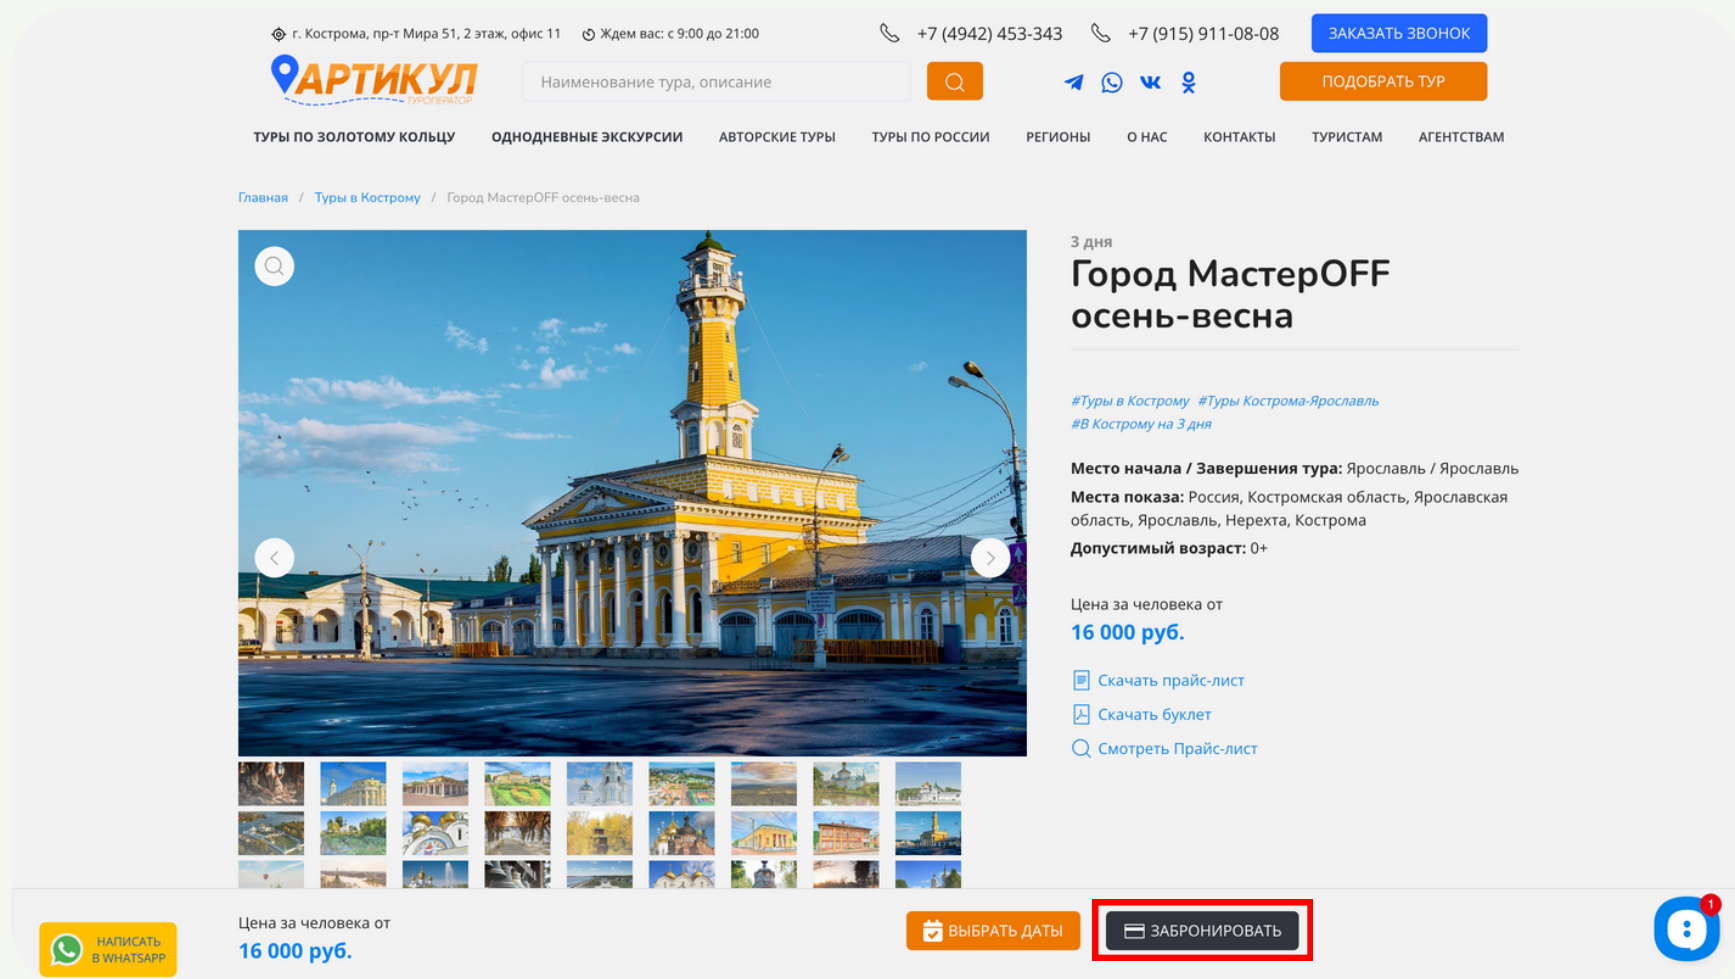 г. Кострома, пр-т Мира 51, 2 этаж, офис 11 Ждем вас: с 9:00 до 21:00 +7 (4942) 453-343 +7 (915) 911-08-08 ЗАКАЗАТЬ ЗВОНОК
АРТИКУЛ
ТУРОПЕРАТОР
Наименование тура, описание
ПОДОБРАТЬ ТУР
ТУРЫ ПО ЗОЛОТОМУ КОЛЬЦУ ОДНОДНЕВНЫЕ ЭКСКУРСИИ АВТОРСКИЕ ТУРЫ ТУРЫ ПО РОССИИ РЕГИОНЫ О НАС КОНТАКТЫ ТУРИСТАМ АГЕНТСТВАМ
Главная / Туры в Кострому / Город МастерOFF осень-весна
3 дня
Город МастерOFF
осень-весна
#Туры в Кострому #Туры Кострома-Ярославль
#В Кострому на 3 дня
Место начала / Завершения тура: Ярославль / Ярославль
Места показа: Россия, Костромская область, Ярославская
область, Ярославль, Нерехта, Кострома
Допустимый возраст: 0+
Цена за человека от
16 000 руб.
Скачать прайс-лист
Скачать буклет
Смотреть Прайс-лист
НАПИСАТЬ
В WHATSAPP
Цена за человека от
16 000 руб.
ВЫБРАТЬ ДАТЫ
ЗАБРОНИРОВАТЬ
1